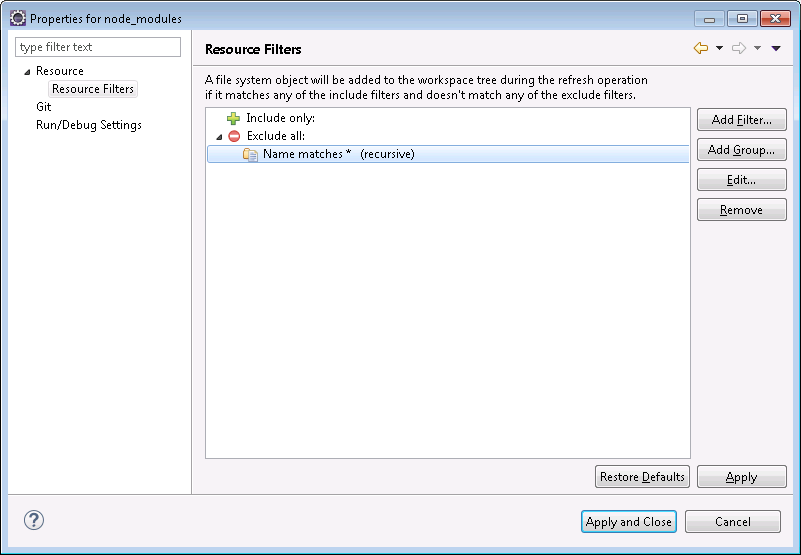 Properties for node_modules
type filter text
Resource
Resource Filters
Git
Run/Debug Settings
Resource Filters
A file system object will be added to the workspace tree during the refresh operation
if it matches any of the include filters and doesn't match any of the exclude filters.
Include only:
Exclude all:
Name matches * (recursive)
Add Filter...
Add Group...
Edit...
Remove
Restore Defaults
Apply
?
Apply and Close
Cancel